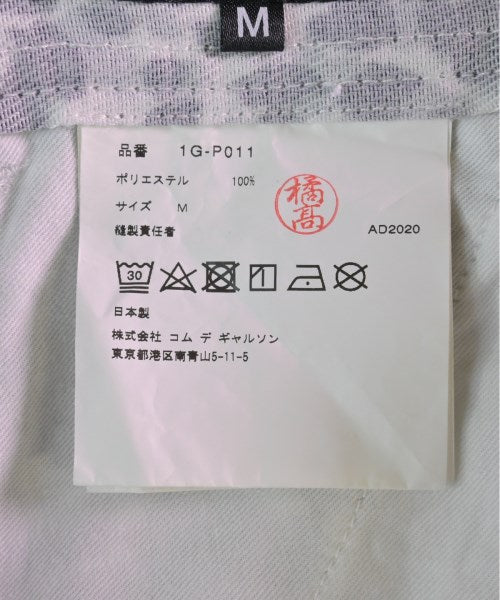 M
品番 1G-P011
ポリエステル 100%
サイズ M
縫製責任者
橘髙
AD2020
30
1
日本製
株式会社 コム デ ギャルソン
東京都港区南青山5-11-5